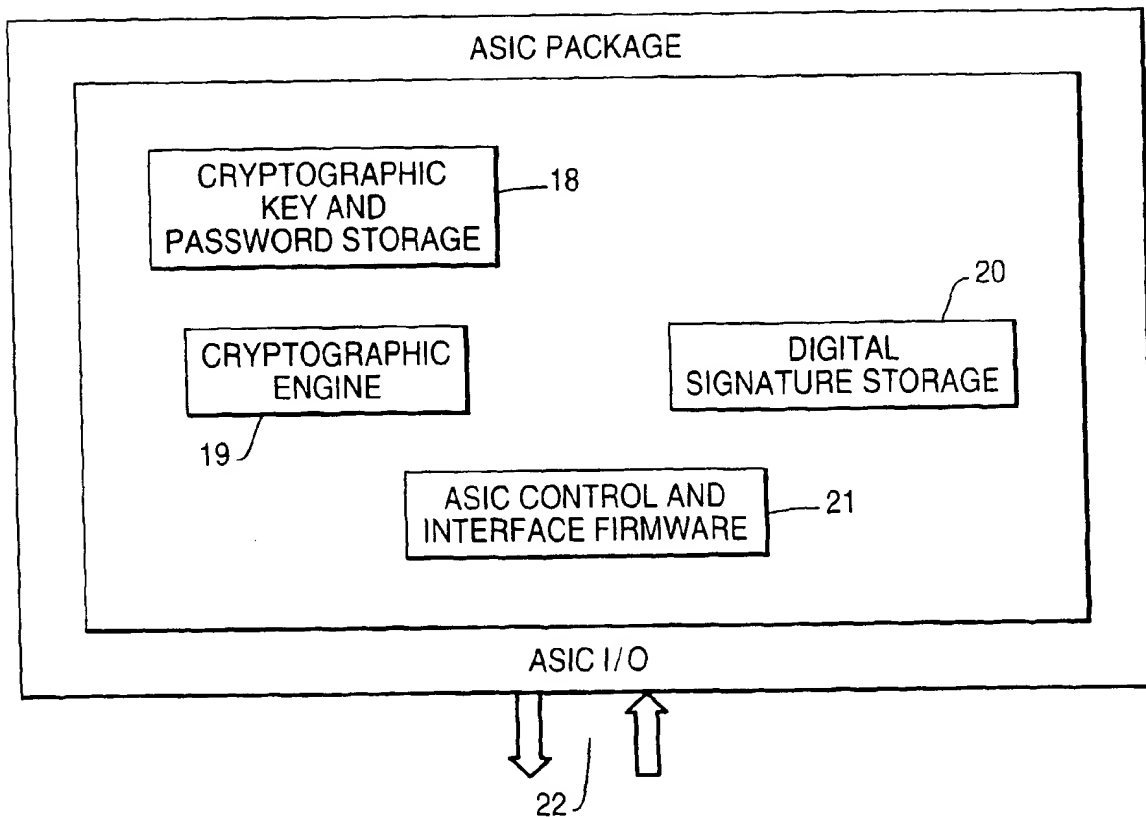 ASIC PACKAGE
CRYPTOGRAPHIC
KEY AND
PASSWORD STORAGE
18
CRYPTOGRAPHIC
ENGINE
19
20
DIGITAL
SIGNATURE STORAGE
ASIC CONTROL AND
INTERFACE FIRMWARE
21
ASIC I/O
22